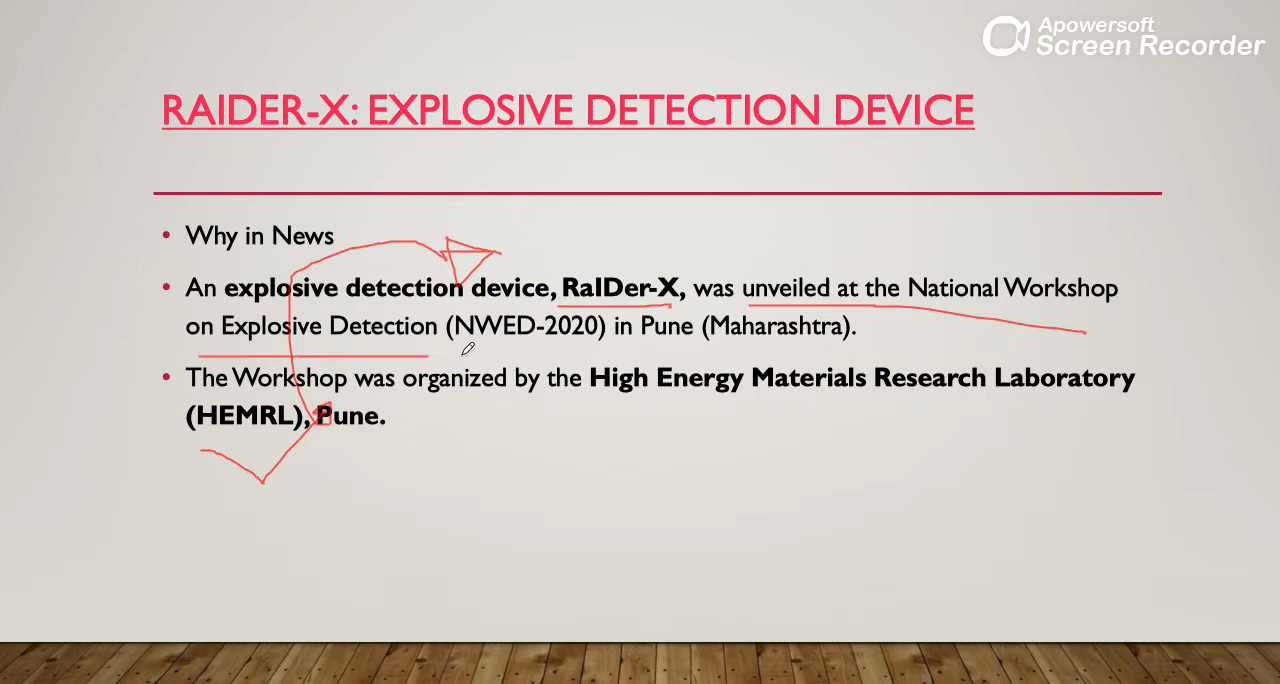 Apowersoft
Screen Recorder
RAIDER-X: EXPLOSIVE DETECTION DEVICE
• Why in News
• An explosive detection device, RaIDer-X, was unveiled at the National Workshop
on Explosive Detection (NWED-2020) in Pune (Maharashtra).
• The Workshop was organized by the High Energy Materials Research Laboratory
(HEMRL), Pune.